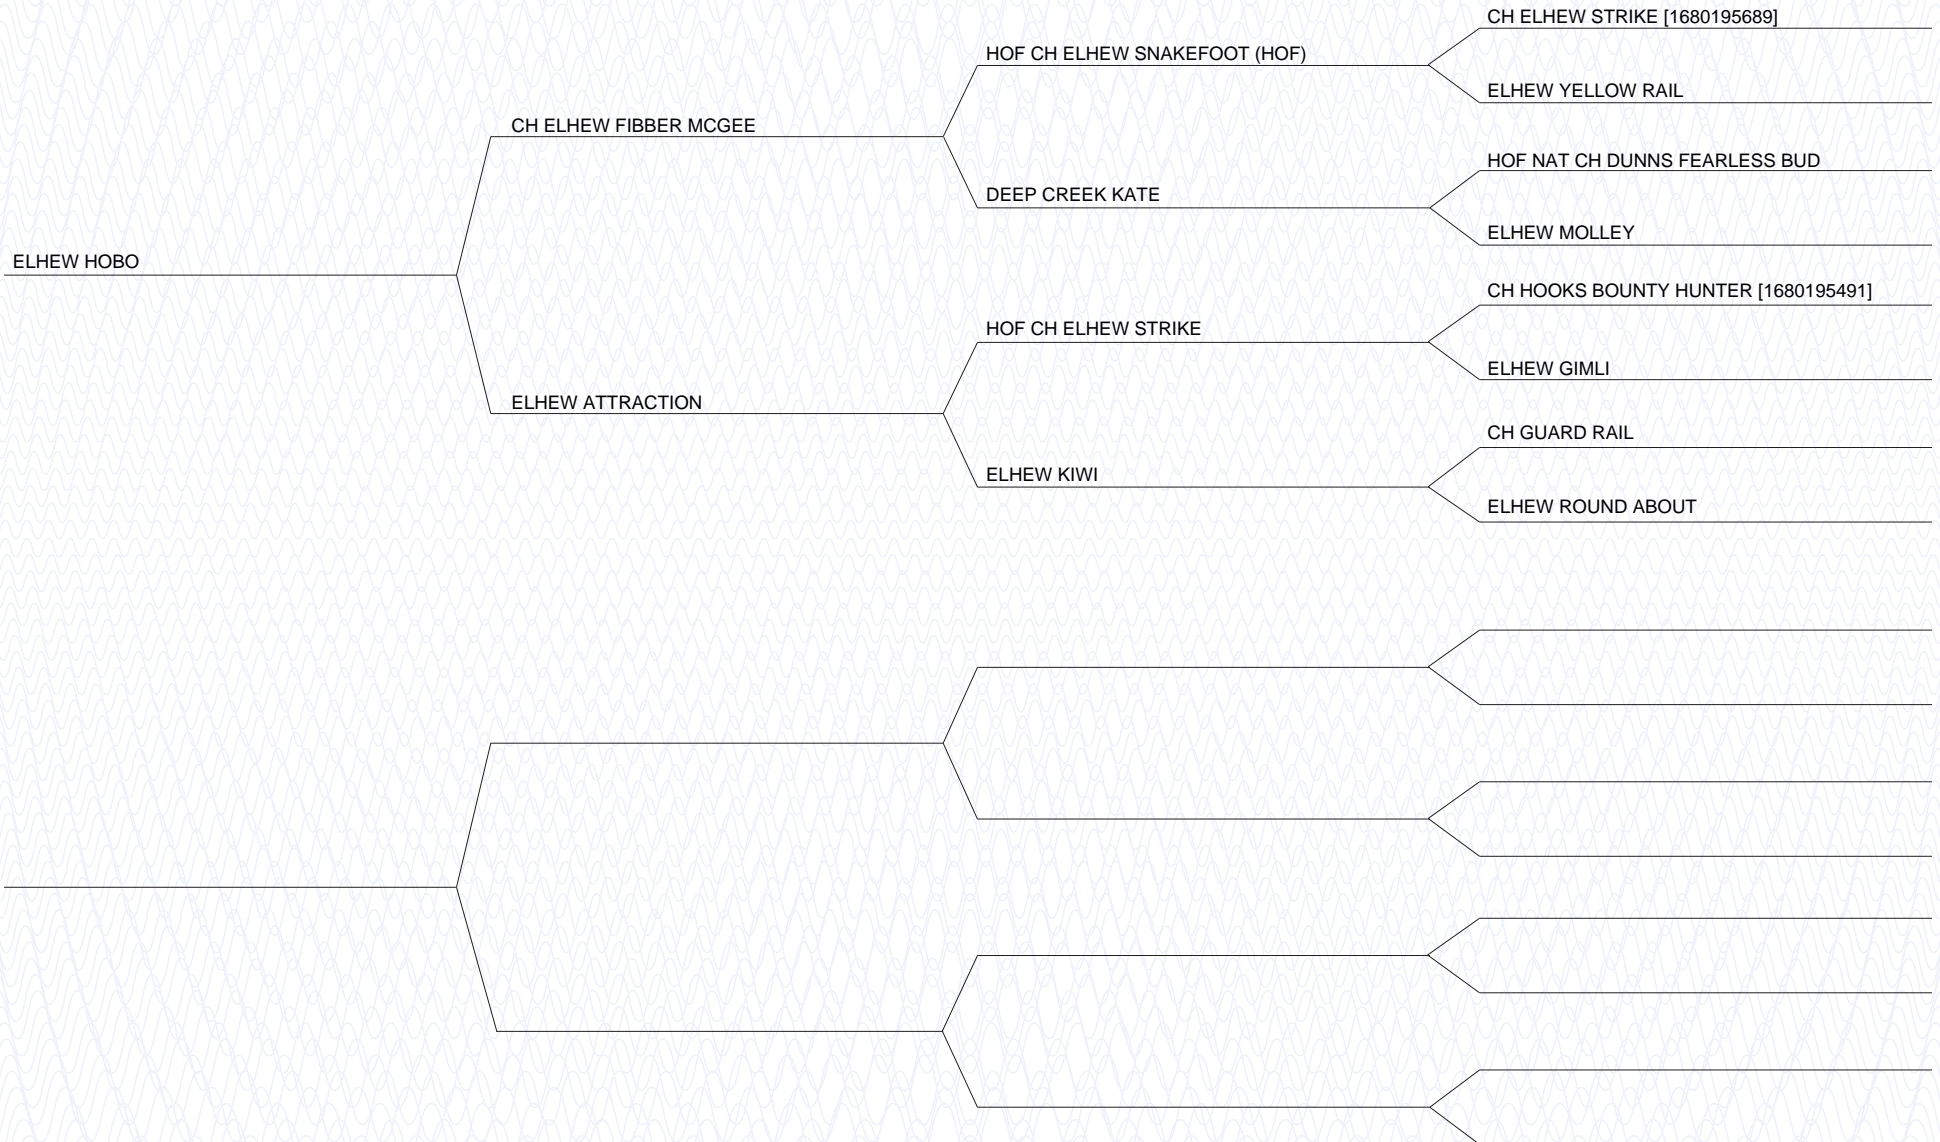 CH ELHEW STRIKE [1680195689]
HOF CH ELHEW SNAKEFOOT (HOF)
ELHEW YELLOW RAIL
CH ELHEW FIBBER MCGEE
HOF NAT CH DUNNS FEARLESS BUD
DEEP CREEK KATE
ELHEW MOLLEY
ELHEW HOBO
CH HOOKS BOUNTY HUNTER [1680195491]
HOF CH ELHEW STRIKE
ELHEW GIMLI
ELHEW ATTRACTION
CH GUARD RAIL
ELHEW KIWI
ELHEW ROUND ABOUT